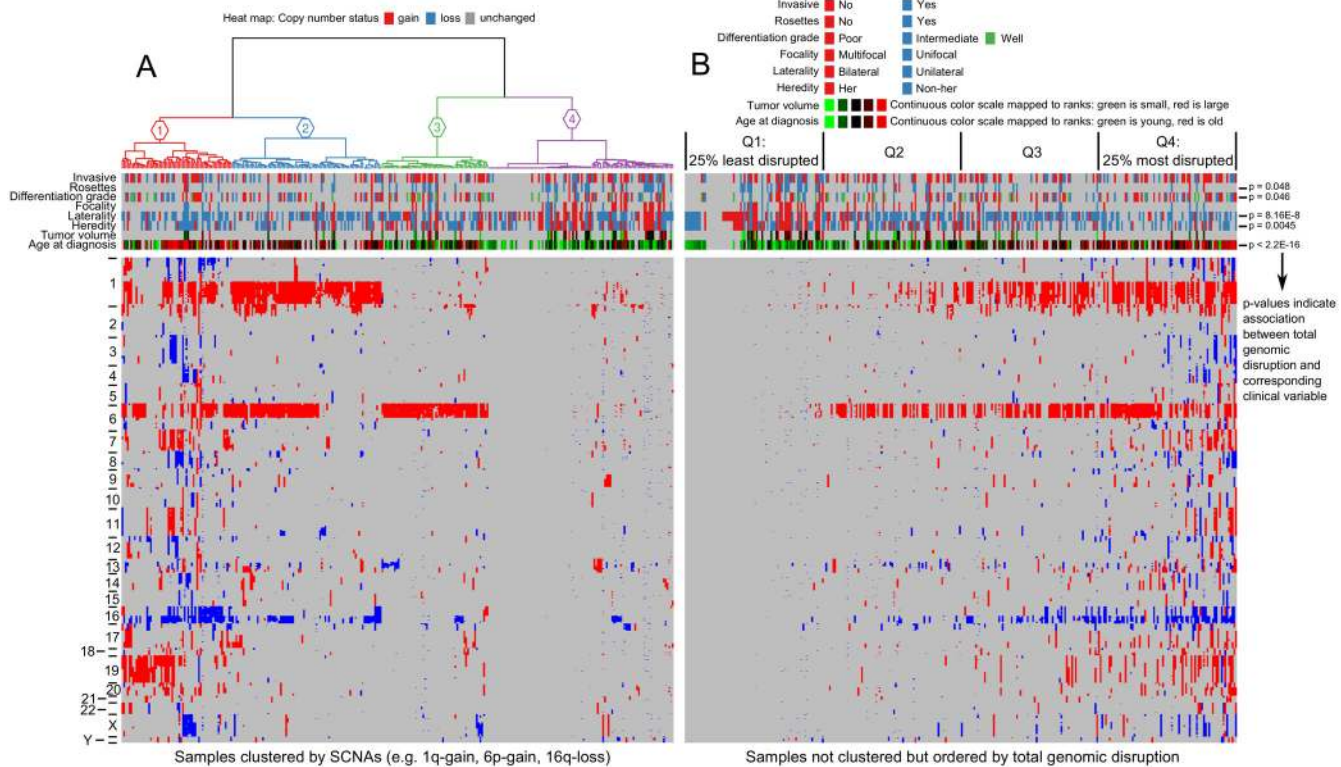 Heat map: Copy number status gain loss unchanged
A
1
2
3
4
Invasive
Rosettes
Differentiation grade
Focality
Laterality
Heredity
Tumor volume
Age at diagnosis
1
2
3
4
5
6
7
8
9
10
11
12
13
14
15
16
17
18
19
20
21
22
X
Y
Samples clustered by SCNAs (e.g. 1q-gain, 6p-gain, 16q-loss)
B
Invasive No Yes
Rosettes No Yes
Differentiation grade Poor Intermediate Well
Focality Multifocal Unifocal
Laterality Bilateral Unilateral
Heredity Her Non-her
Tumor volume Continuous color scale mapped to ranks: green is small, red is large
Age at diagnosis Continuous color scale mapped to ranks: green is young, red is old
Q1:
25% least disrupted
Q2
Q3
Q4:
25% most disrupted
p = 0.048
p = 0.046
p = 8.16E-8
p = 0.0045
p < 2.2E-16
p-values indicate
association
between total
genomic
disruption and
corresponding
clinical variable
Samples not clustered but ordered by total genomic disruption